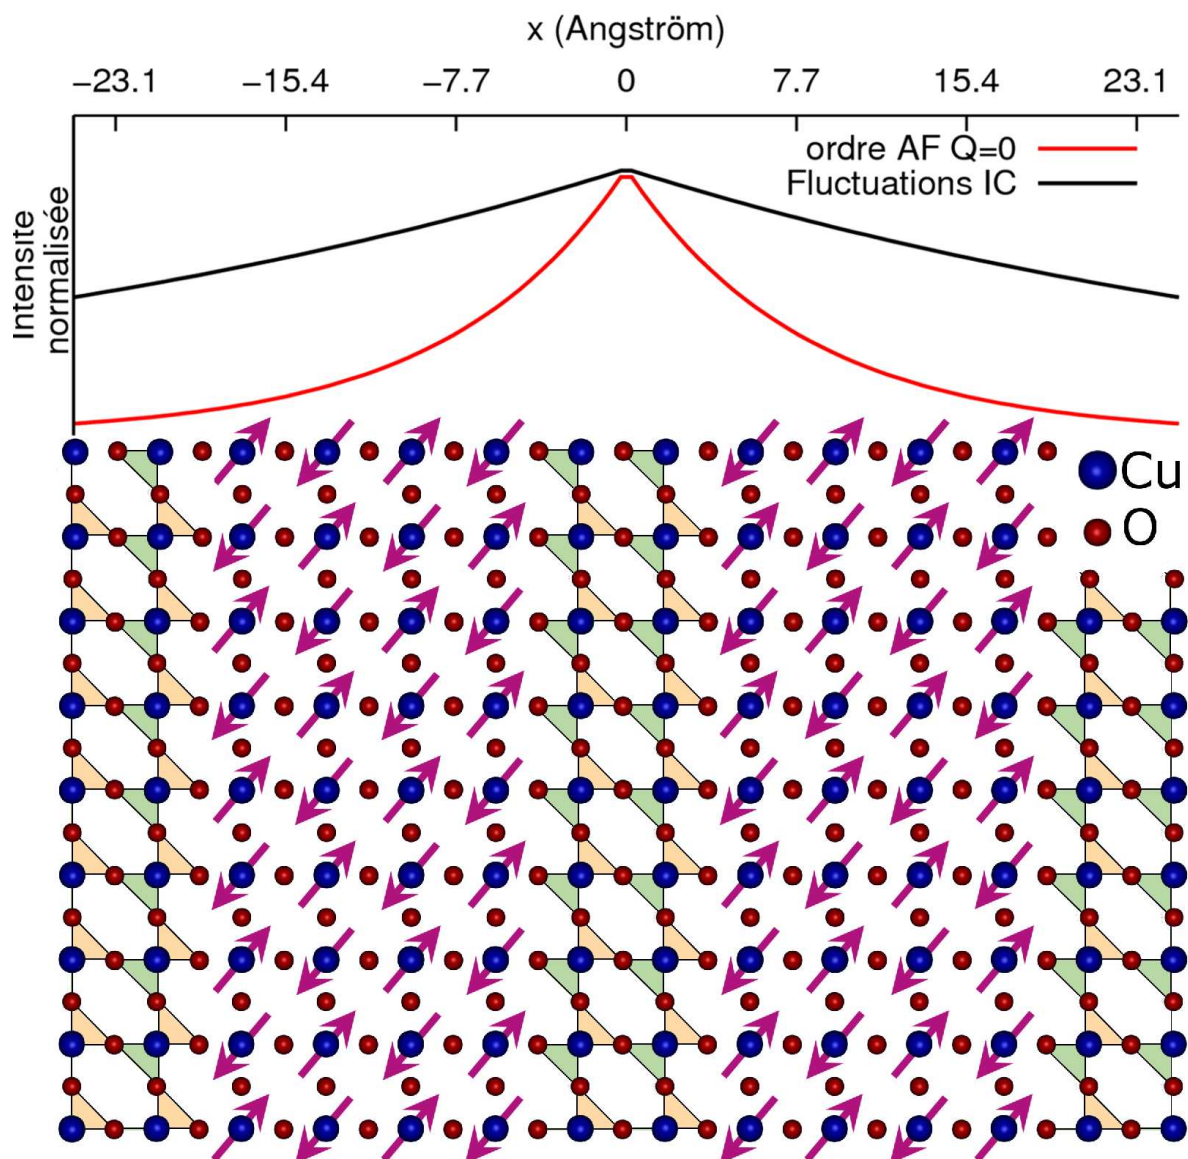 x (Angström)
−23.1 −15.4 −7.7 0 7.7 15.4 23.1
ordre AF Q=0
Fluctuations IC
Intensité
normalisée
Cu
O